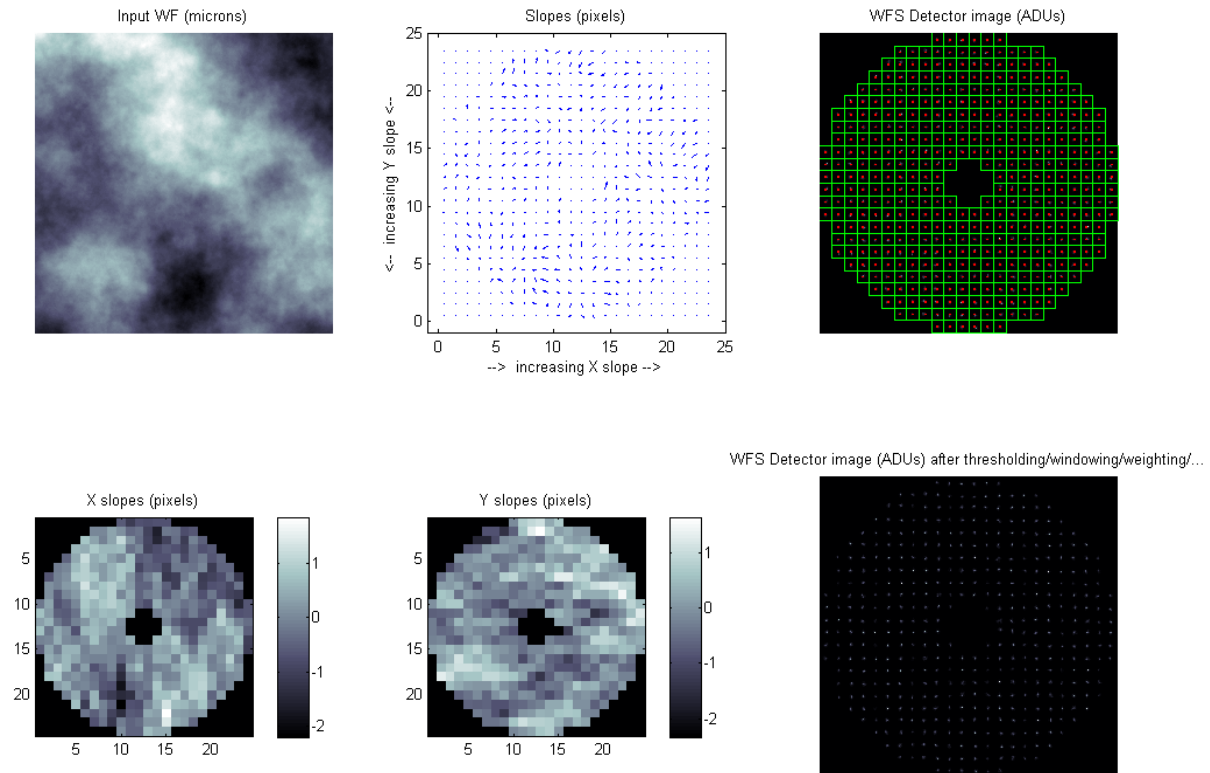 Input WF (microns)
Slopes (pixels)
WFS Detector image (ADUs)
25
20
15
10
5
0
<-- increasing Y slope <--
0 5 10 15 20 25
--> increasing X slope -->
WFS Detector image (ADUs) after thresholding/windowing/weighting/...
X slopes (pixels)
5
10
15
20
5 10 15 20
1
0
-1
-2
Y slopes (pixels)
5
10
15
20
5 10 15 20
1
0
-1
-2